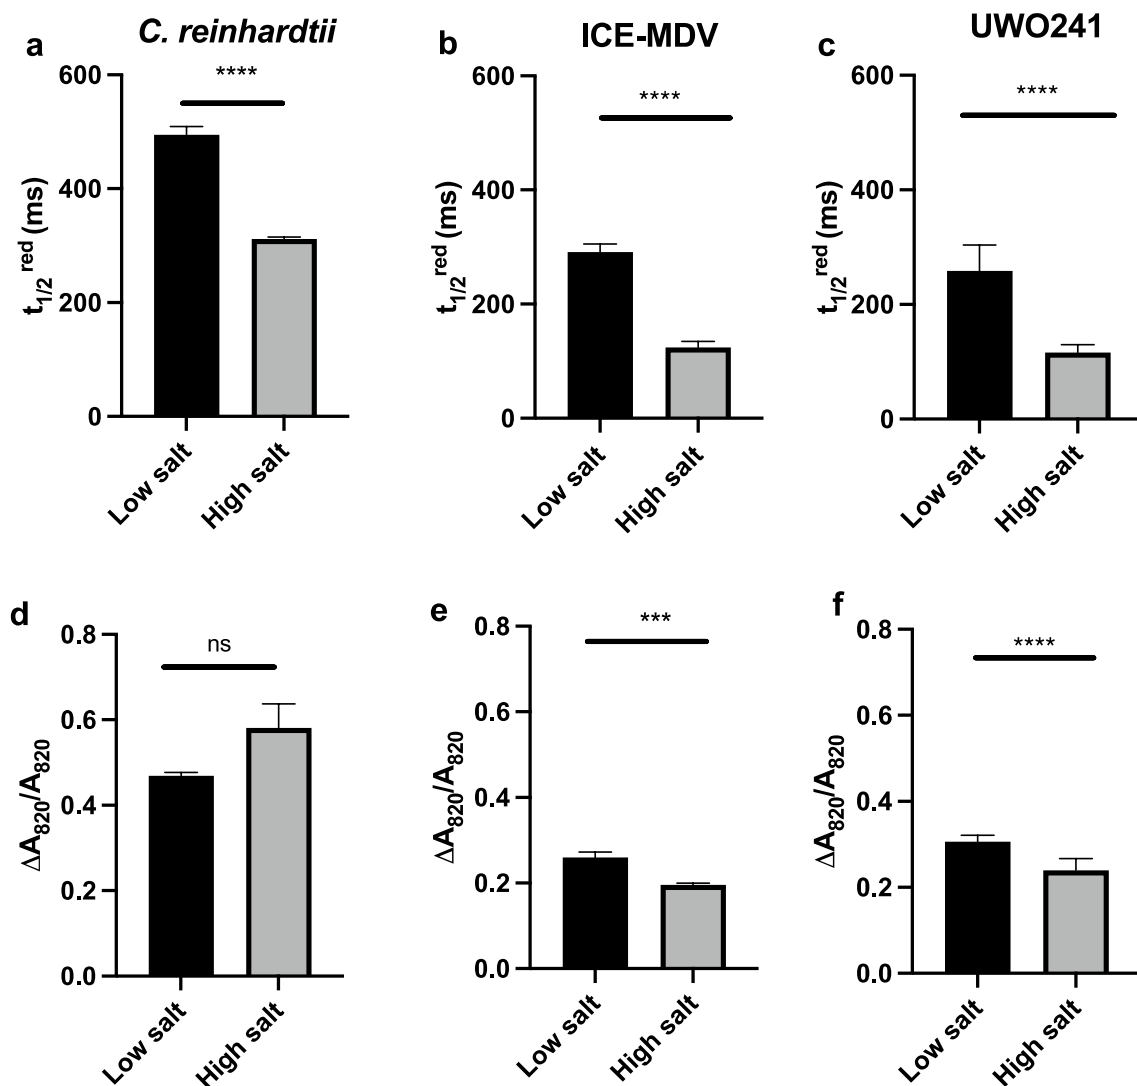 a
C. reinhardtii
****
600
400
200
0
t1/2red (ms)
Low salt
High salt
b
ICE-MDV
****
600
400
200
0
t1/2red (ms)
Low salt
High salt
c
UWO241
****
600
400
200
0
t1/2red (ms)
Low salt
High salt
d
ns
0.8
0.6
0.4
0.2
0.0
ΔA820/A820
Low salt
High salt
e
***
0.8
0.6
0.4
0.2
0.0
ΔA820/A820
Low salt
High salt
f
****
0.8
0.6
0.4
0.2
0.0
ΔA820/A820
Low salt
High salt